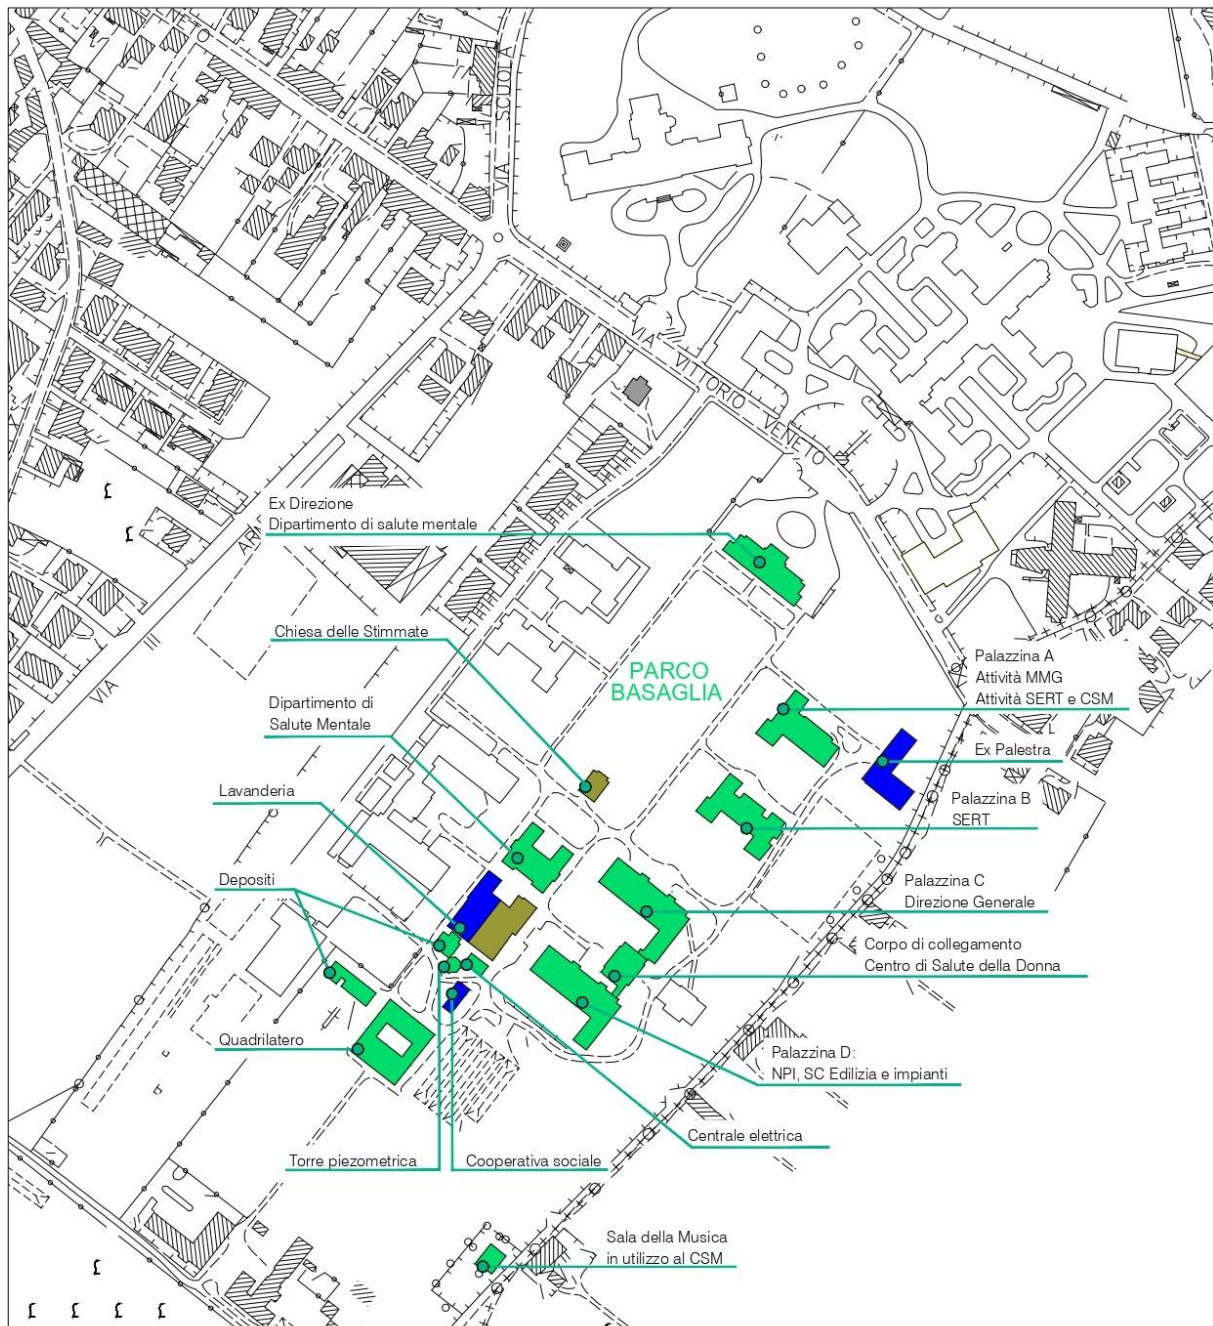 VIA SCUOLA
VIA VITTORIO VENETO
Ex Direzione
Dipartimento di salute mentale
VIA
Chiesa delle Stimmate
PARCO
BASAGLIA
Palazzina A
Attività MMG
Attività SERT e CSM
Dipartimento di
Salute Mentale
Ex Palestra
Lavanderia
Palazzina B
SERT
Depositi
Palazzina C
Direzione Generale
Corpo di collegamento
Centro di Salute della Donna
Quadrilatero
Palazzina D:
NPI, SC Edilizia e impianti
Centrale elettrica
Torre piezometrica
Cooperativa sociale
Sala della Musica
in utilizzo al CSM